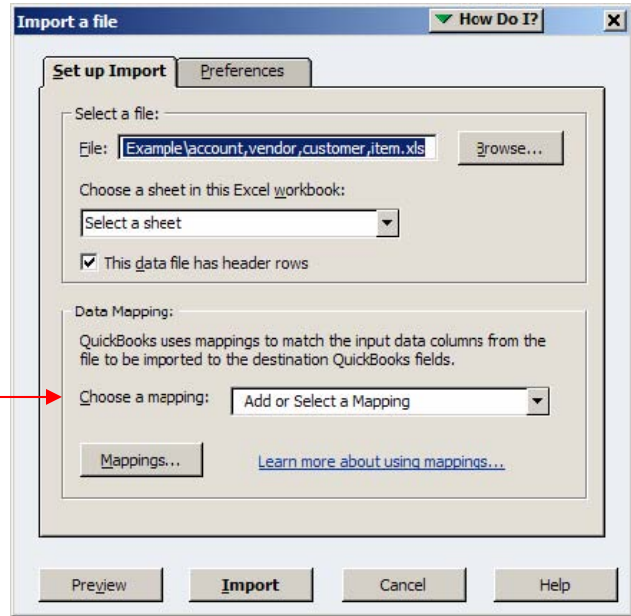 Import a file How Do I?
Set up Import Preferences
Select a file:
File: Example\account,vendor,customer,item.xls Browse...
Choose a sheet in this Excel workbook:
Select a sheet
This data file has header rows
Data Mapping:
QuickBooks uses mappings to match the input data columns from the
file to be imported to the destination QuickBooks fields.
Choose a mapping: Add or Select a Mapping
Mappings... Learn more about using mappings...
Preview Import Cancel Help